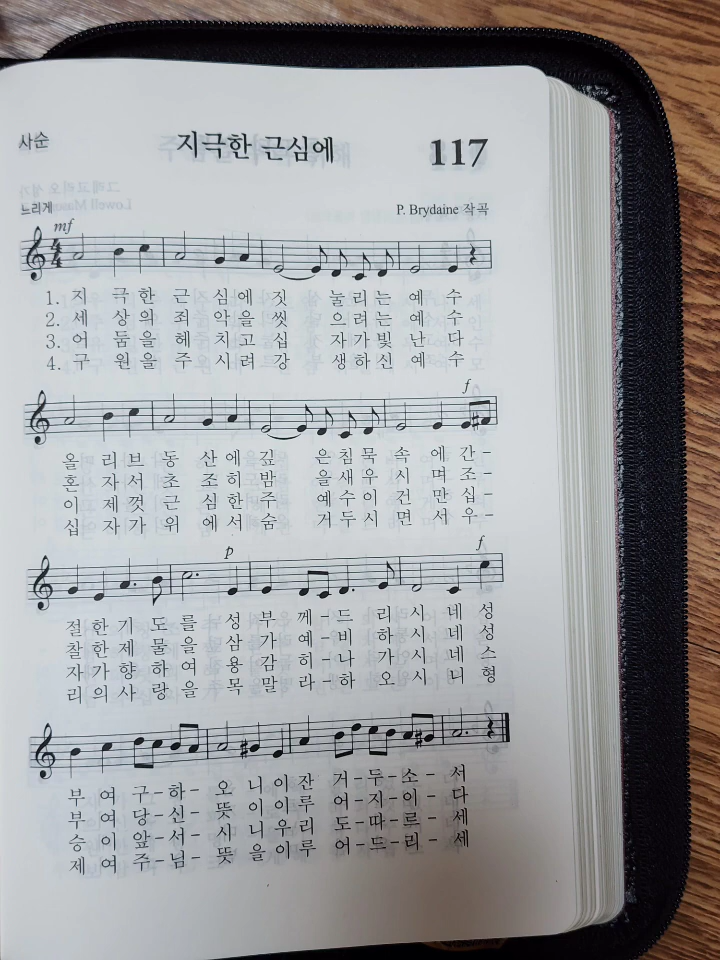 사순
지극한 근심에
117
느리게
P. Brydaine 작곡
mf
1. 지 극한 근 심에 짓 눌리는 예 수
2. 세 상의 죄 악을 씻 으려는 예 수
3. 어 둠을 헤 치고 십 자가빛 난 다
4. 구 원을 주 시려 강 생하신 예 수
f
올 리브 동 산에 깊 은침묵 속 에간-
혼 자서 초 조히 밤 을새우 시 며조-
이 제껏 근 심한 주 예수이 건 만십-
십 자가 위 에서 숨 거두시 면 서우-
p
f
절한기 도를 성 부 께-드 리 시 네 성
찰한제 물을 삼 가 예-비 하 시 네 성
자가향 하여 용 감 히-나 가 시 네 스
리의사 랑을 목 말 라-하 오 시 니 형
부 여 구-하- 오 니이잔 거-두-소- 서
부 여 당-신- 뜻 이이루 어-지-이- 다
승 이 앞-서- 시 니우리 도-따-르- 세
제 여 주-님- 뜻 을이루 어-드-리- 세